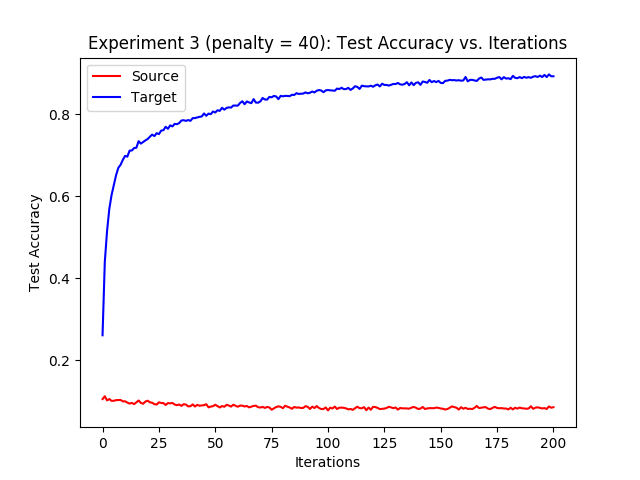 Experiment 3 (penalty = 40): Test Accuracy vs. Iterations
Source
Target
Test Accuracy
0.8
0.6
0.4
0.2
0 25 50 75 100 125 150 175 200
Iterations